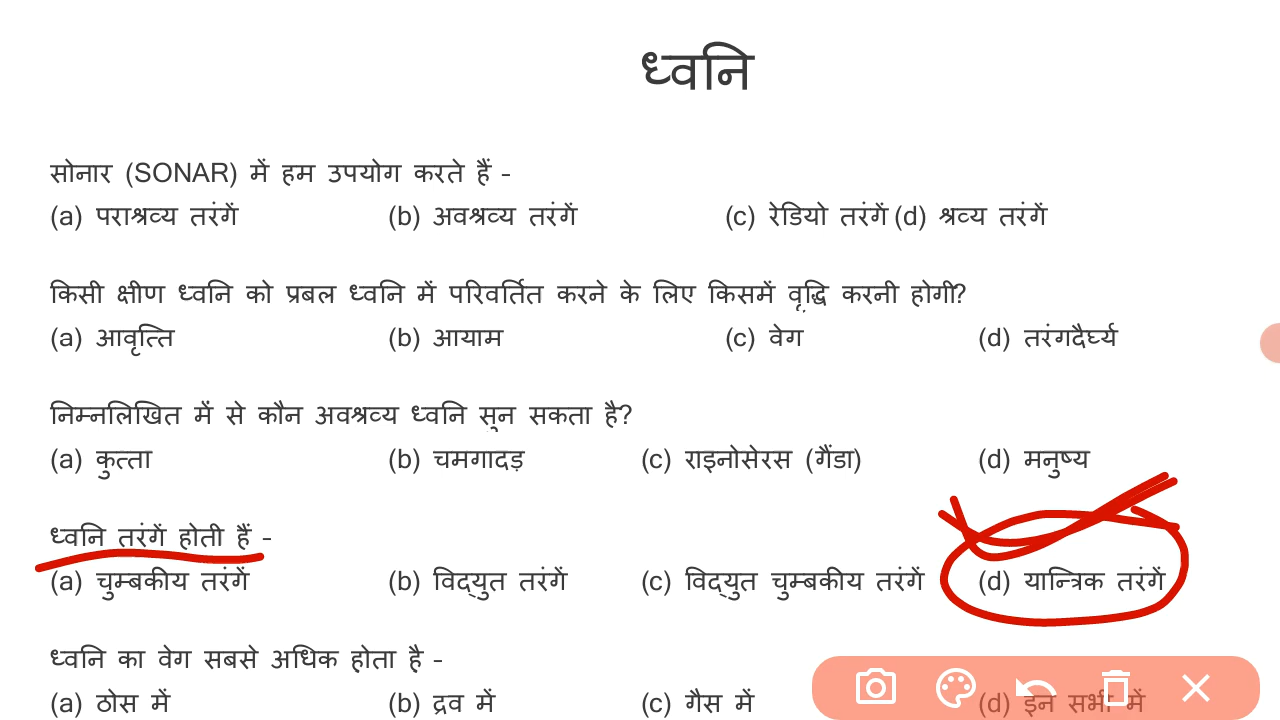 ध्वनि
सोनार (SONAR) में हम उपयोग करते हैं -
(a) पराश्रव्य तरंगें (b) अवश्रव्य तरंगें (c) रेडियो तरंगें (d) श्रव्य तरंगें
किसी क्षीण ध्वनि को प्रबल ध्वनि में परिवर्तित करने के लिए किसमें वृद्धि करनी होगी?
(a) आवृत्ति (b) आयाम (c) वेग (d) तरंगदैर्घ्य
निम्नलिखित में से कौन अवश्रव्य ध्वनि सुन सकता है?
(a) कुत्ता (b) चमगादड़ (c) राइनोसेरस (गैंडा) (d) मनुष्य
ध्वनि तरंगें होती हैं -
(a) चुम्बकीय तरंगें (b) विद्युत तरंगें (c) विद्युत चुम्बकीय तरंगें (d) यान्त्रिक तरंगें
ध्वनि का वेग सबसे अधिक होता है -
(a) ठोस में (b) द्रव में (c) गैस में (d) इन सभी में